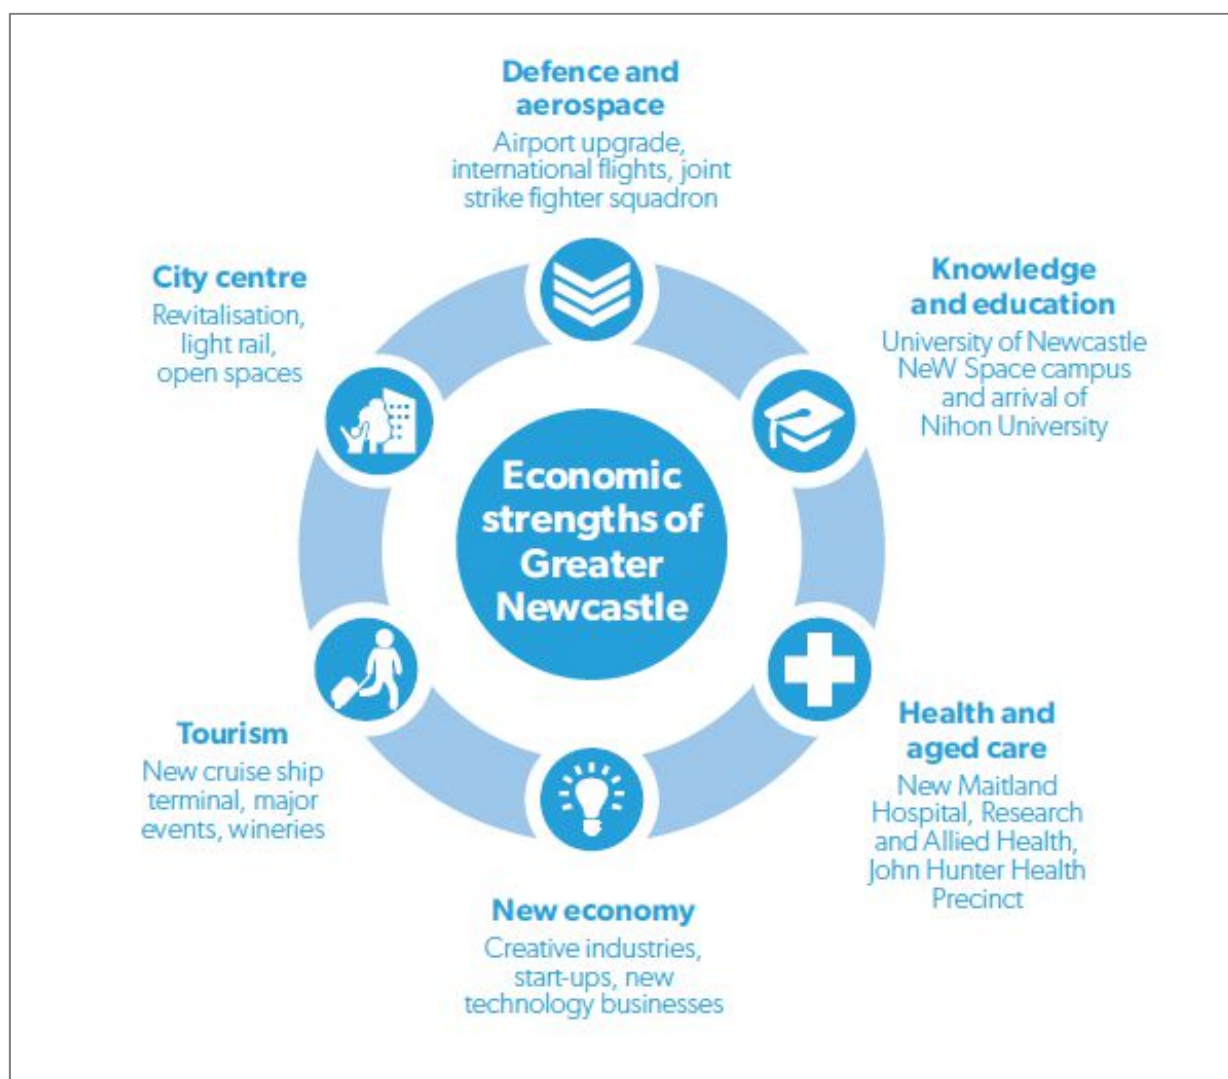 Defence and
aerospace
Airport upgrade,
international flights, joint
strike fighter squadron
City centre
Revitalisation,
light rail,
open spaces
Knowledge
and education
University of Newcastle
NeW Space campus
and arrival of
Nihon University
Economic
strengths of
Greater
Newcastle
Tourism
New cruise ship
terminal, major
events, wineries
Health and
aged care
New Maitland
Hospital, Research
and Allied Health,
John Hunter Health
Precinct
New economy
Creative industries,
start-ups, new
technology businesses